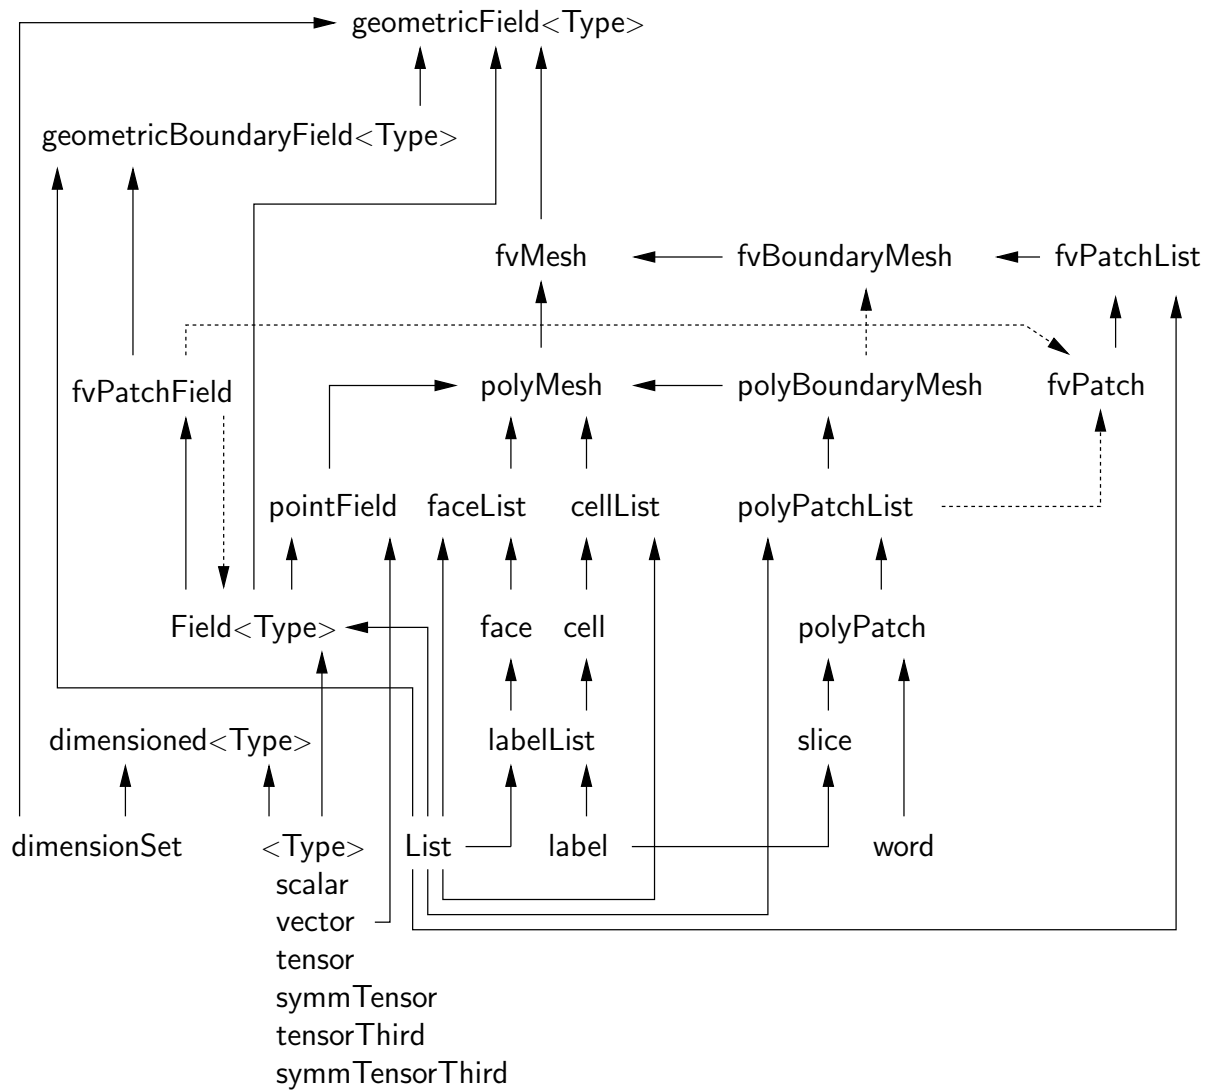 geometricField<Type>
geometricBoundaryField<Type>
fvMesh fvBoundaryMesh fvPatchList
fvPatchField polyMesh polyBoundaryMesh fvPatch
pointField faceList cellList polyPatchList
Field<Type> face cell polyPatch
dimensioned<Type> labelList slice
dimensionSet <Type> List label word
scalar
vector
tensor
symmTensor
tensorThird
symmTensorThird